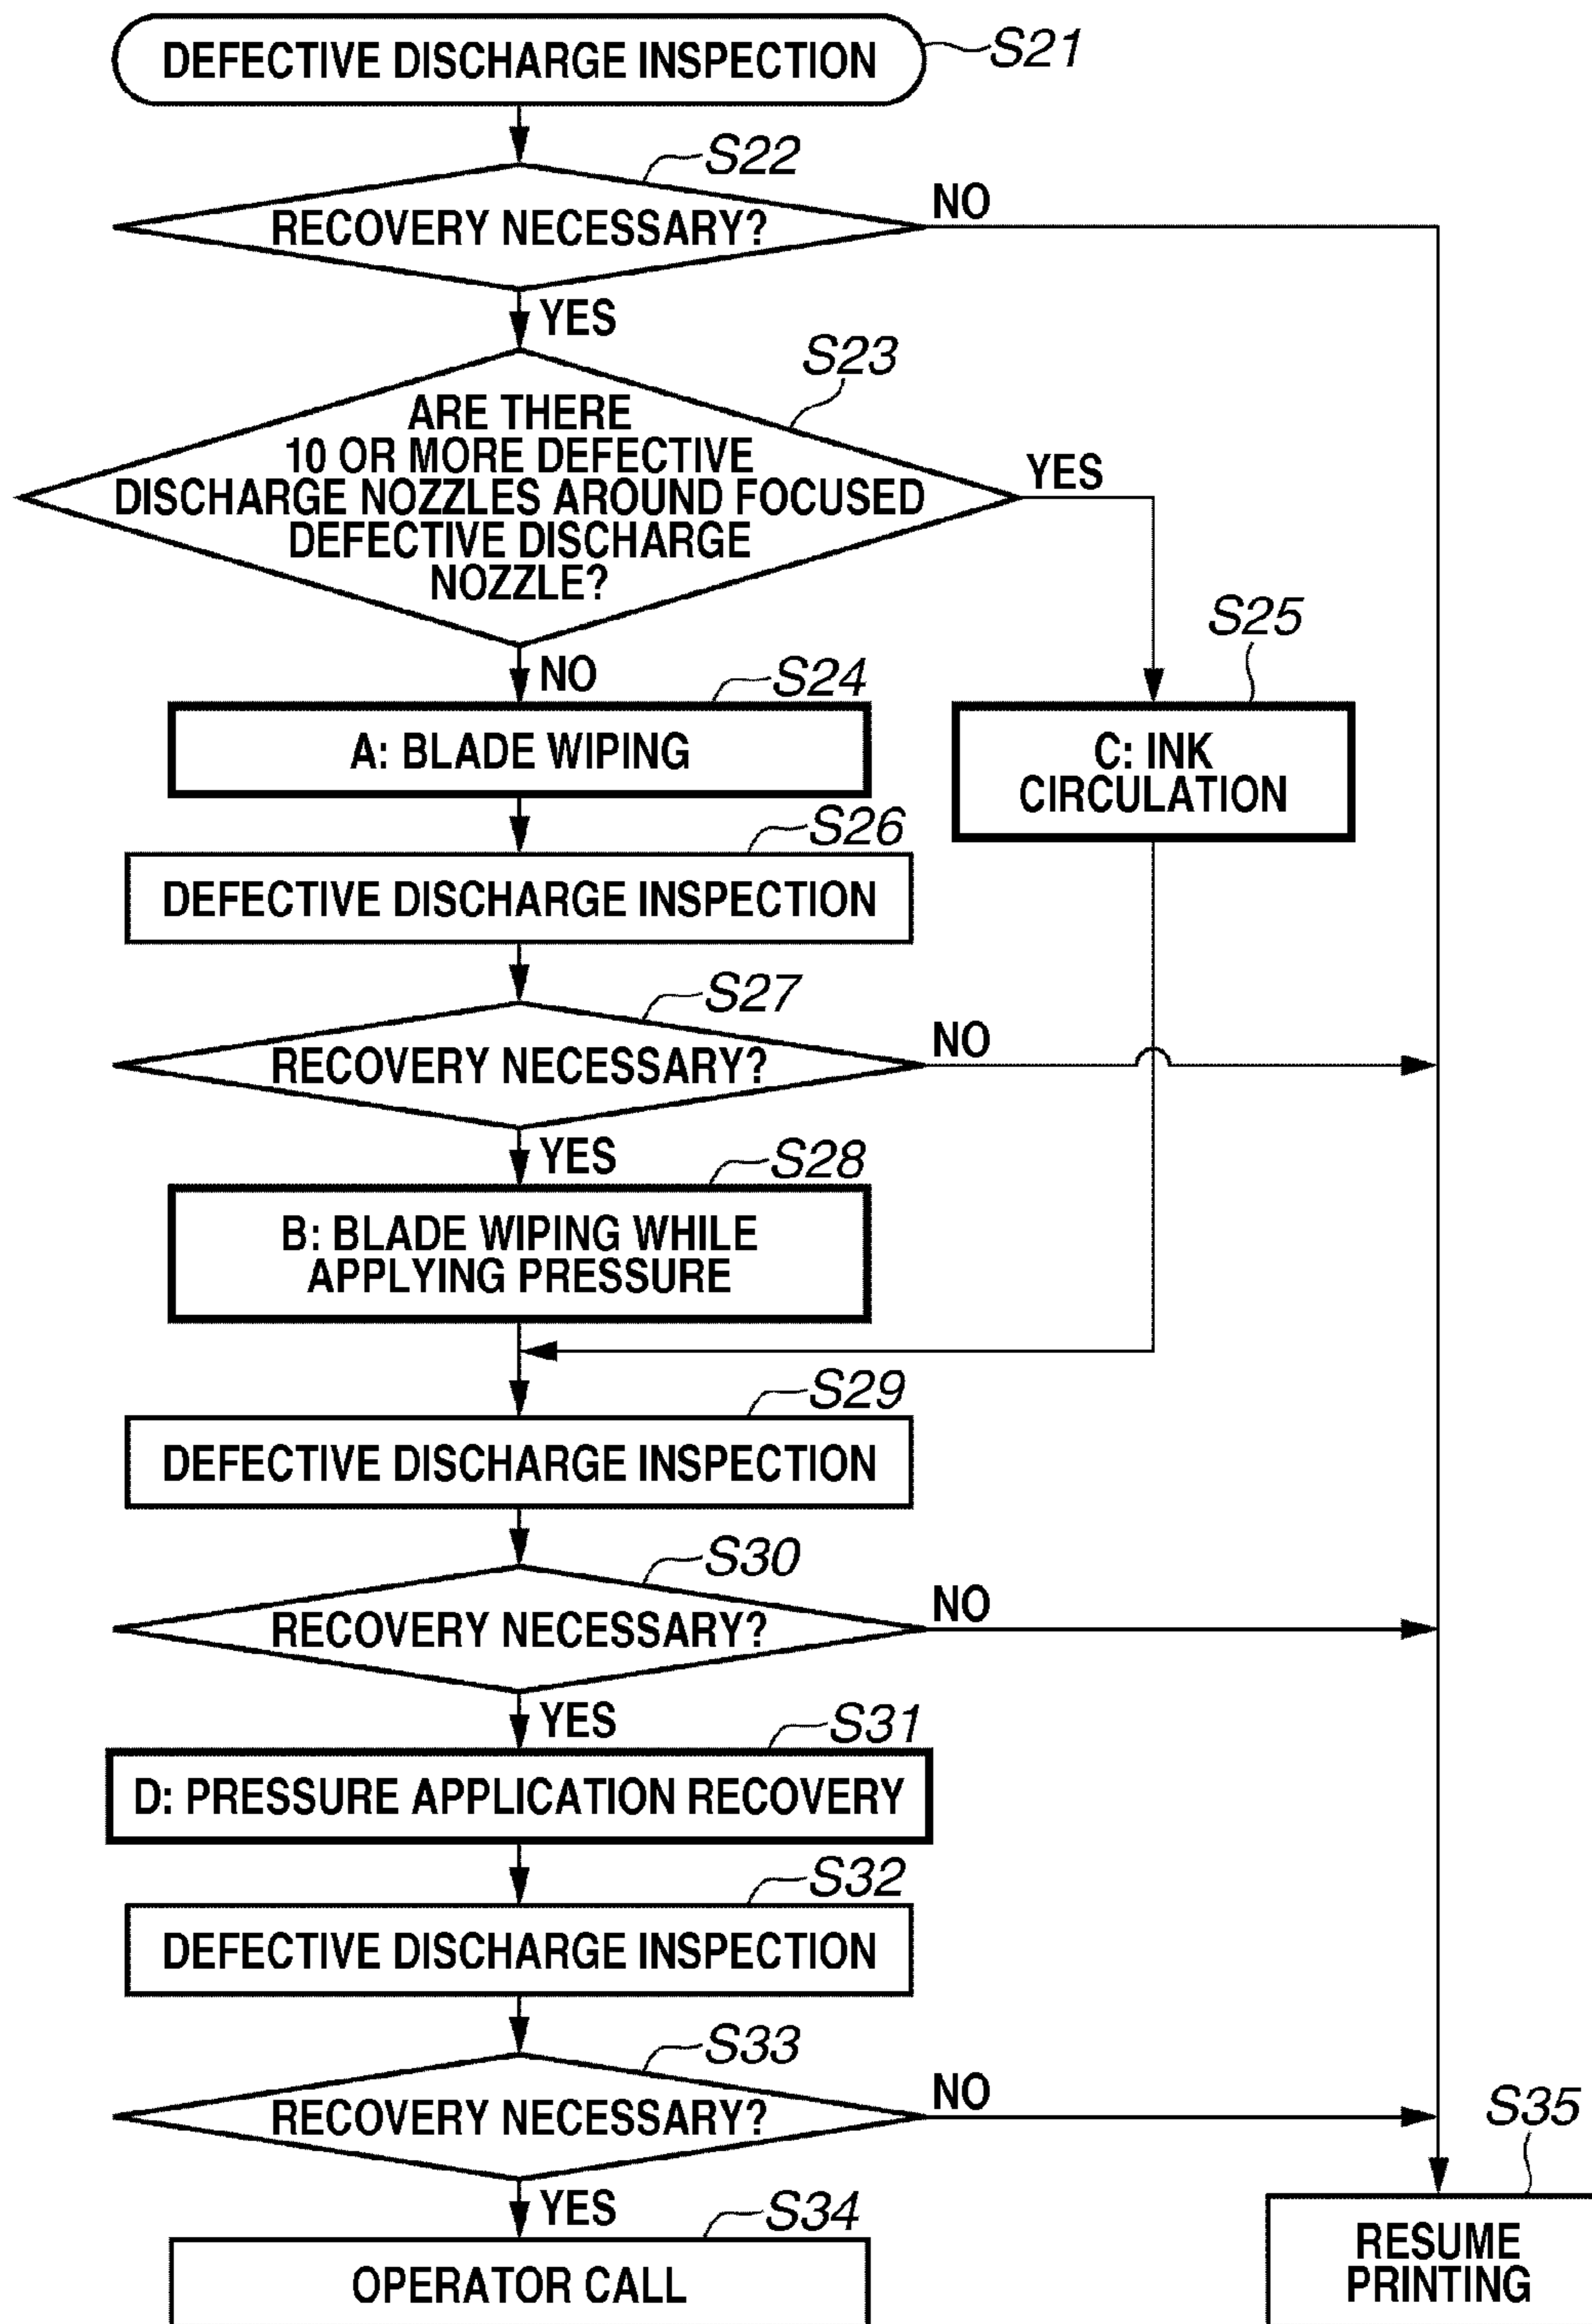 DEFECTIVE DISCHARGE INSPECTION
S21
S22
RECOVERY NECESSARY?
NO
YES
S23
ARE THERE
10 OR MORE DEFECTIVE
DISCHARGE NOZZLES AROUND FOCUSED
DEFECTIVE DISCHARGE
NOZZLE?
YES
NO
S24
A: BLADE WIPING
S25
C: INK
CIRCULATION
S26
DEFECTIVE DISCHARGE INSPECTION
S27
RECOVERY NECESSARY?
NO
YES
S28
B: BLADE WIPING WHILE
APPLYING PRESSURE
S29
DEFECTIVE DISCHARGE INSPECTION
S30
RECOVERY NECESSARY?
NO
YES
S31
D: PRESSURE APPLICATION RECOVERY
S32
DEFECTIVE DISCHARGE INSPECTION
S33
RECOVERY NECESSARY?
NO
YES
S34
OPERATOR CALL
S35
RESUME
PRINTING